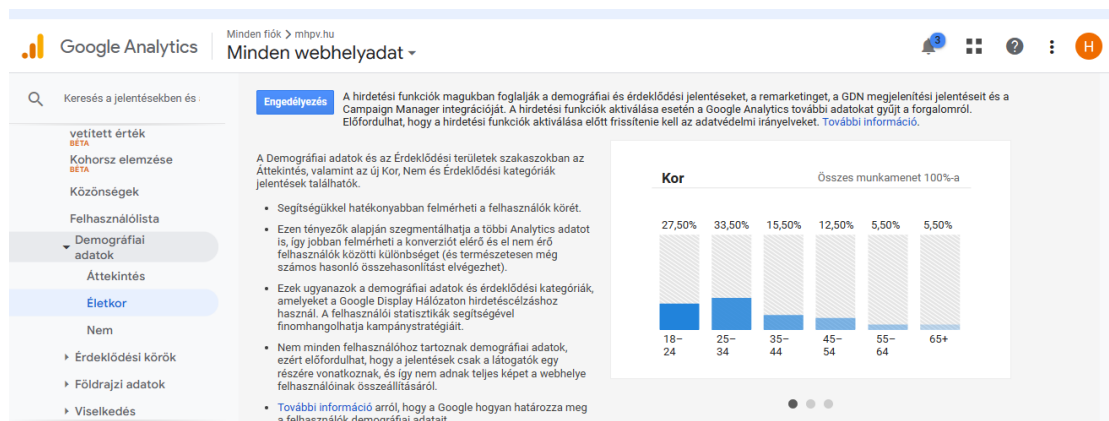 Google Analytics
Minden fiók > mhpv.hu
Minden webhelyadat
3
H
Keresés a jelentésekben és
vetített érték
BÉTA
Kohorsz elemzése
BÉTA
Közönségek
Felhasználólista
Demográfiai
adatok
Áttekintés
Életkor
Nem
Érdeklődési körök
Földrajzi adatok
Viselkedés
Engedélyezés
A hirdetési funkciók magukban foglalják a demográfiai és érdeklődési jelentéseket, a remarketinget, a GDN megjelenítési jelentéseit és a
Campaign Manager integrációját. A hirdetési funkciók aktiválása esetén a Google Analytics további adatokat gyűjt a forgalomról.
Előfordulhat, hogy a hirdetési funkciók aktiválása előtt frissítenie kell az adatvédelmi irányelveket. További információ.
A Demográfiai adatok és az Érdeklődési területek szakaszokban az
Áttekintés, valamint az új Kor, Nem és Érdeklődési kategóriák
jelentések találhatók.
• Segítségükkel hatékonyabban felmérheti a felhasználók körét.
• Ezen tényezők alapján szegmentálhatja a többi Analytics adatot
is, így jobban felmérheti a konverziót elérő és el nem érő
felhasználók közötti különbséget (és természetesen még
számos hasonló összehasonlítást elvégezhet).
• Ezek ugyanazok a demográfiai adatok és érdeklődési kategóriák,
amelyeket a Google Display Hálózaton hirdetéscélzáshoz
használ. A felhasználói statisztikák segítségével
finomhangolhatja kampánystratégiáit.
• Nem minden felhasználóhoz tartoznak demográfiai adatok,
ezért előfordulhat, hogy a jelentések csak a látogatók egy
részére vonatkoznak, és így nem adnak teljes képet a webhelye
felhasználóinak összeállításáról.
• További információ arról, hogy a Google hogyan határozza meg
a felhasználók demográfiai adatait
Kor
Összes munkamenet 100%-a
27,50% 33,50% 15,50% 12,50% 5,50% 5,50%
18– 25– 35– 45– 55– 65+
24 34 44 54 64